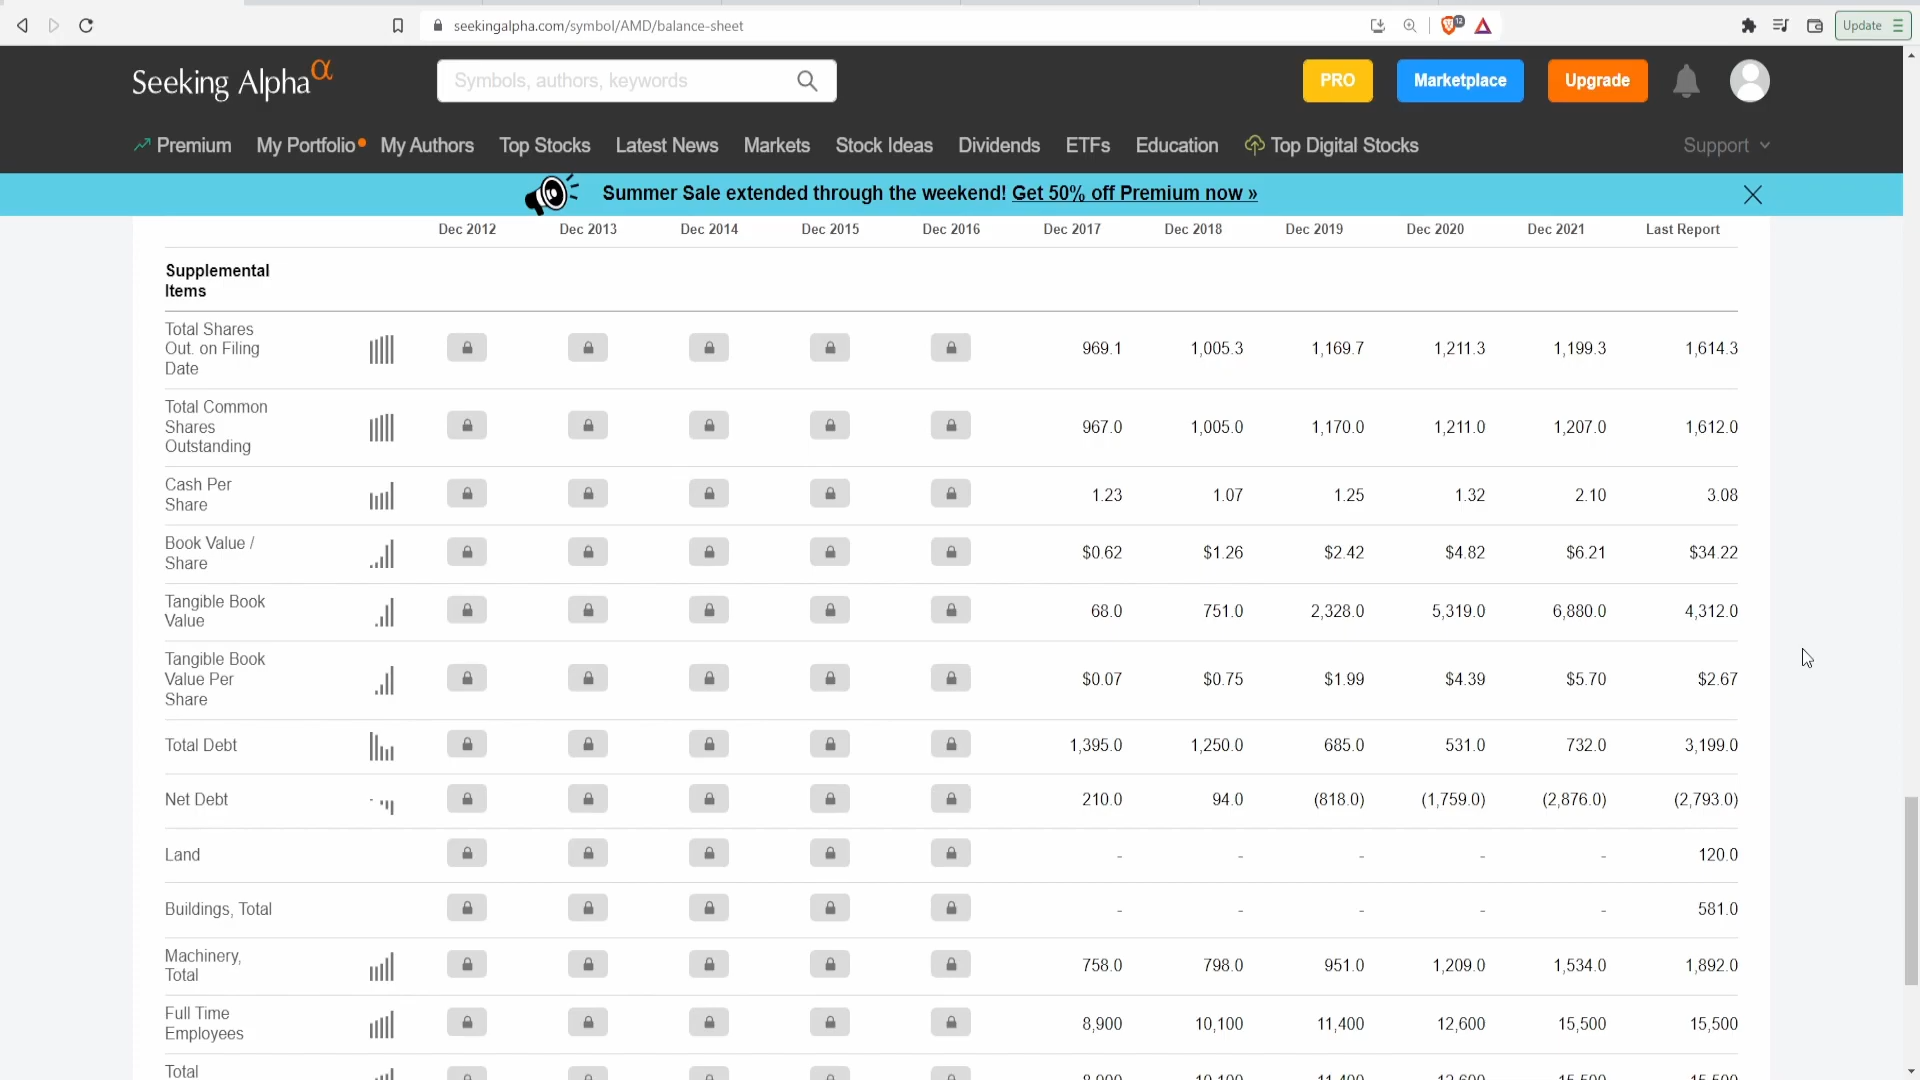 seekingalpha.com/symbol/AMD/balance-sheet
12
Update
Seeking Alpha α
Symbols, authors, keywords
PRO
Marketplace
Upgrade
Premium My Portfolio My Authors Top Stocks Latest News Markets Stock Ideas Dividends ETFs Education Top Digital Stocks Support
Summer Sale extended through the weekend! Get 50% off Premium now »
Dec 2012 Dec 2013 Dec 2014 Dec 2015 Dec 2016 Dec 2017 Dec 2018 Dec 2019 Dec 2020 Dec 2021 Last Report
Supplemental
Items
Total Shares
Out. on Filing
Date
969.1 1,005.3 1,169.7 1,211.3 1,199.3 1,614.3
Total Common
Shares
Outstanding
967.0 1,005.0 1,170.0 1,211.0 1,207.0 1,612.0
Cash Per
Share
1.23 1.07 1.25 1.32 2.10 3.08
Book Value /
Share
$0.62 $1.26 $2.42 $4.82 $6.21 $34.22
Tangible Book
Value
68.0 751.0 2,328.0 5,319.0 6,880.0 4,312.0
Tangible Book
Value Per
Share
$0.07 $0.75 $1.99 $4.39 $5.70 $2.67
Total Debt 1,395.0 1,250.0 685.0 531.0 732.0 3,199.0
Net Debt 210.0 94.0 (818.0) (1,759.0) (2,876.0) (2,793.0)
Land - - - - - 120.0
Buildings, Total - - - - - 581.0
Machinery,
Total
758.0 798.0 951.0 1,209.0 1,534.0 1,892.0
Full Time
Employees
8,900 10,100 11,400 12,600 15,500 15,500
Total
8,900 10,100 11,400 12,600 15,500 15,500